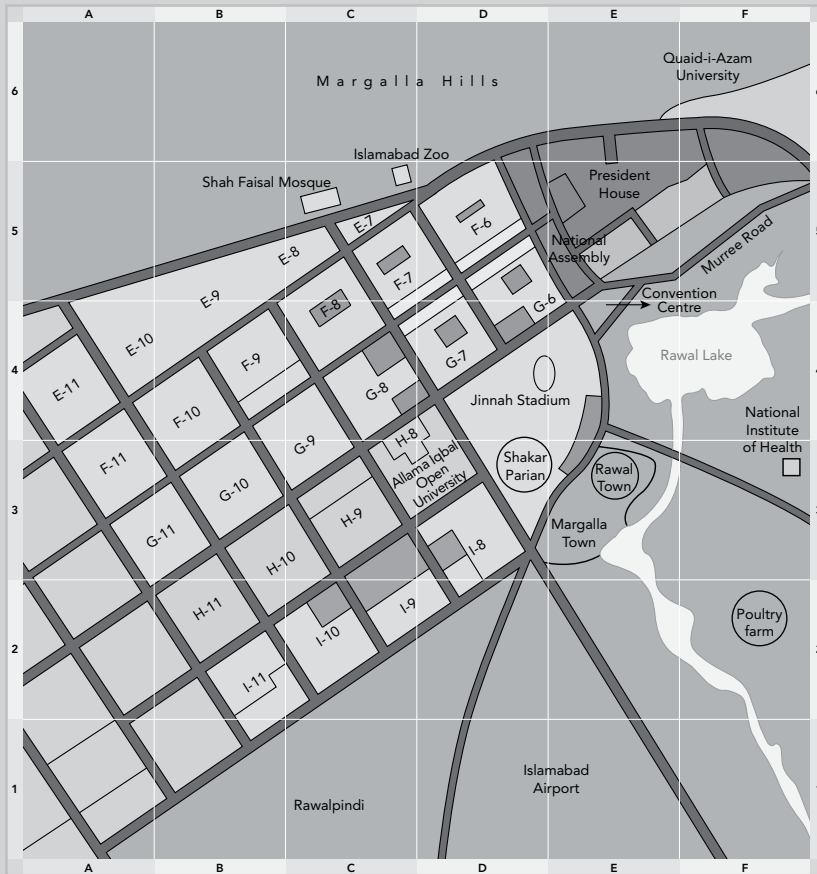 A B C D E F
6
Quaid-i-Azam
University
Margalla Hills
Islamabad Zoo
Shah Faisal Mosque
President
House
5
E-7
F-6
E-8
F-7
National
Assembly
Murree Road
E-9
F-8
G-6
Convention
Centre
E-10
F-9
G-7
Rawal Lake
4
E-11
F-10
G-8
Jinnah Stadium
National
Institute
of Health
F-11
G-9
H-8
Allama Iqbal
Open
University
Shakar
Parian
Rawal
Town
G-10
3
G-11
H-9
Margalla
Town
H-10
I-8
H-11
I-9
Poultry
farm
2
I-10
I-11
Islamabad
Airport
1
Rawalpindi
A B C D E F